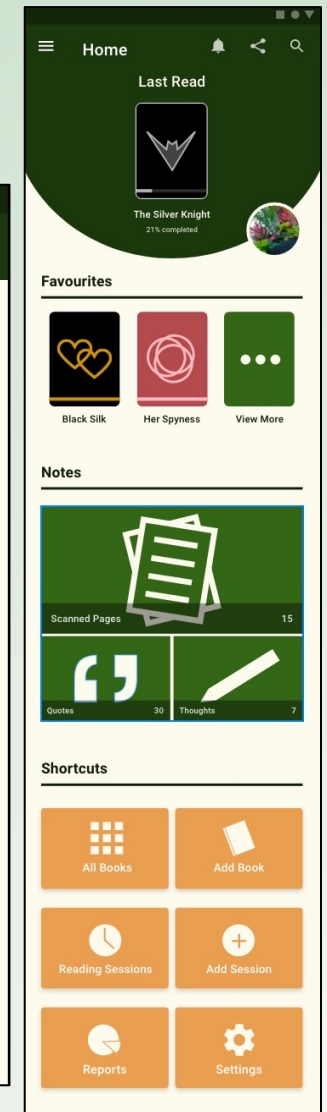 Home
Last Read
The Silver Knight
21% completed
Favourites
Black Silk Her Spyness View More
Notes
Scanned Pages 15
Quotes 30 Thoughts 7
Shortcuts
All Books Add Book
Reading Sessions Add Session
Reports Settings